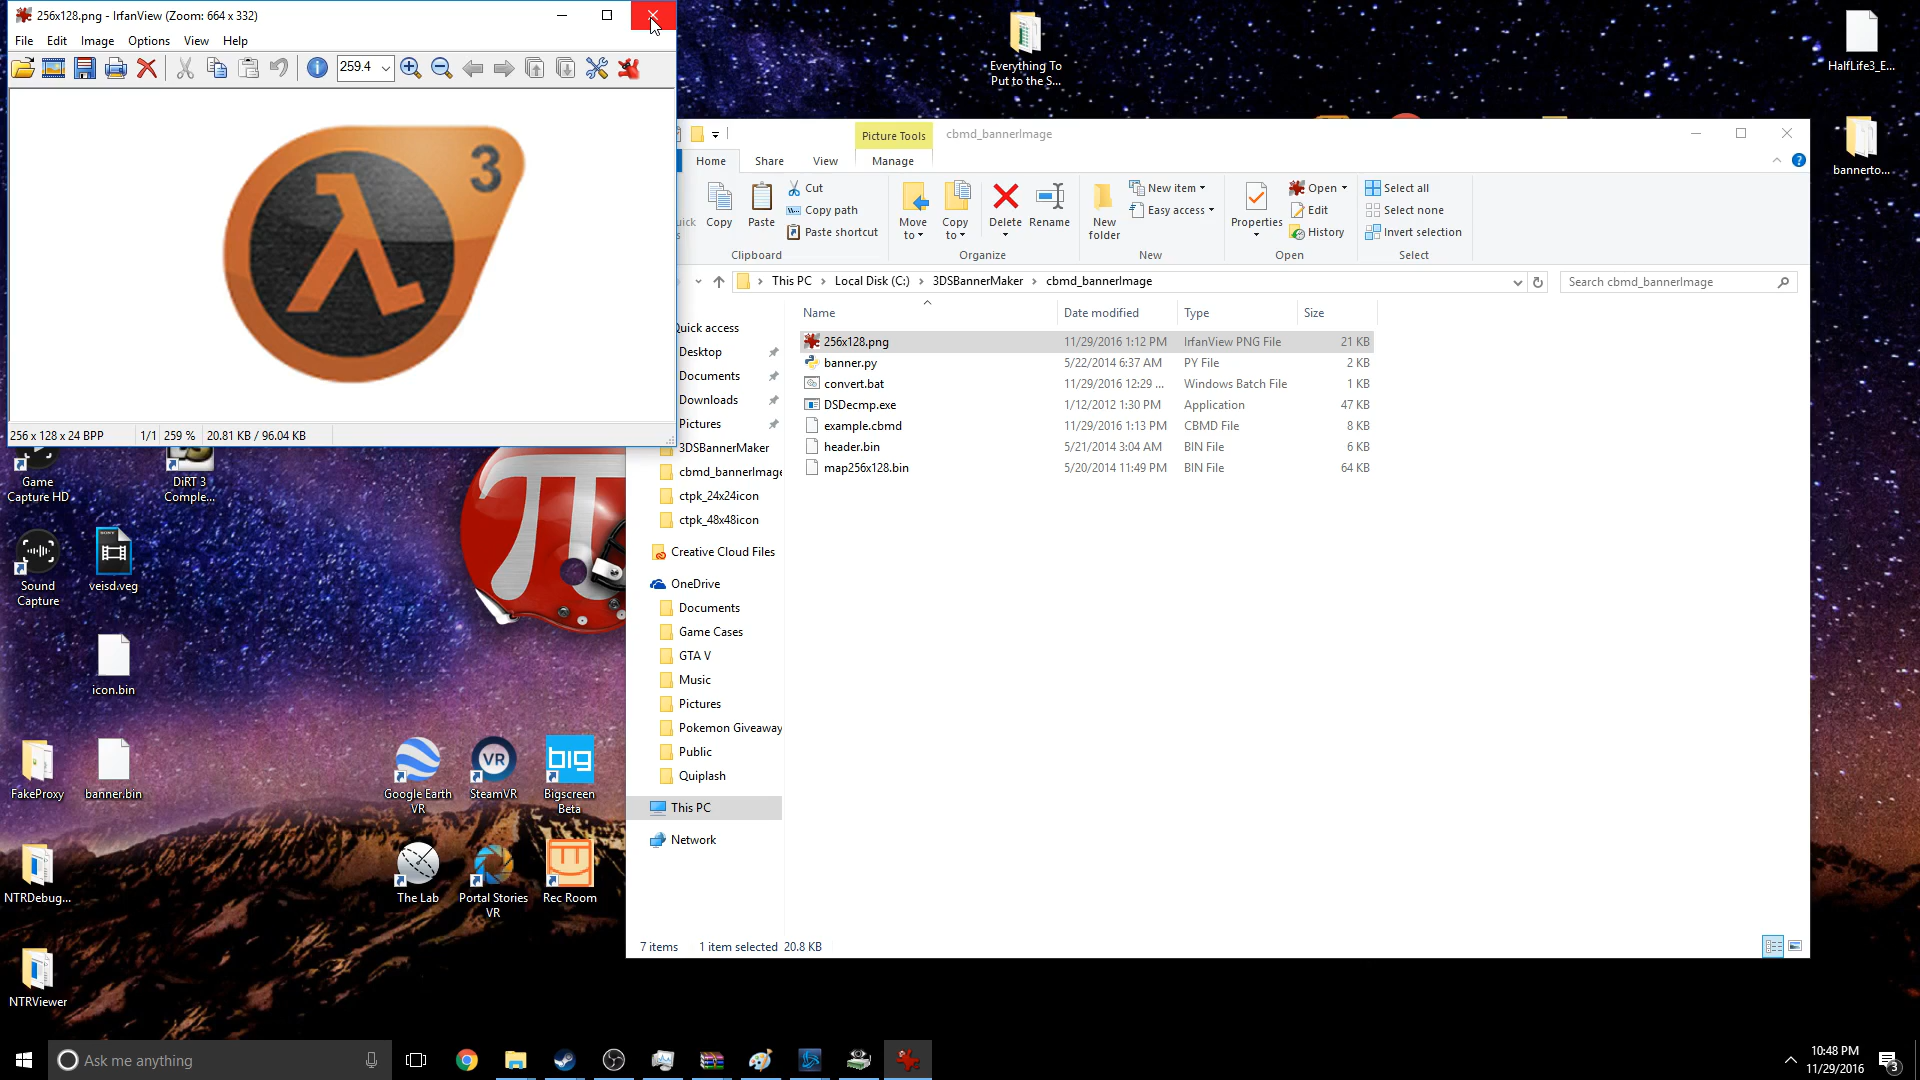 256x128.png - IrfanView (Zoom: 664 x 332)
File Edit Image Options View Help
259.4
3
256 x 128 x 24 BPP 1/1 259 % 20.81 KB / 96.04 KB
Everything To
Put to the S...
HalfLife3_E...
bannerto...
Picture Tools cbmd_bannerImage
Home Share View Manage
Copy
Paste
Cut
Copy path
Paste shortcut
Clipboard
Move
to
Copy
to
Delete
Rename
Organize
New
folder
New item
Easy access
New
Properties
Open
Edit
History
Open
Select all
Select none
Invert selection
Select
This PC Local Disk (C:) 3DSBannerMaker cbmd_bannerImage
Search cbmd_bannerImage
Name Date modified Type Size
256x128.png 11/29/2016 1:12 PM IrfanView PNG File 21 KB
banner.py 5/22/2014 6:37 AM PY File 2 KB
convert.bat 11/29/2016 12:29 ... Windows Batch File 1 KB
DSDecmp.exe 1/12/2012 1:30 PM Application 47 KB
example.cbmd 11/29/2016 1:13 PM CBMD File 8 KB
header.bin 5/21/2014 3:04 AM BIN File 6 KB
map256x128.bin 5/20/2014 11:49 PM BIN File 64 KB
Quick access
Desktop
Documents
Downloads
Pictures
3DSBannerMaker
cbmd_bannerImage
ctpk_24x24icon
ctpk_48x48icon
Creative Cloud Files
OneDrive
Documents
Game Cases
GTA V
Music
Pictures
Pokemon Giveaway
Public
Quiplash
This PC
Network
7 items 1 item selected 20.8 KB
Game
Capture HD
DiRT 3
Comple...
Sound
Capture
veisd.veg
icon.bin
FakeProxy
banner.bin
Google Earth
VR
SteamVR
Bigscreen
Beta
VR
big
NTRDebug...
The Lab
Portal Stories
VR
Rec Room
NTRViewer
Ask me anything
10:48 PM
11/29/2016
3